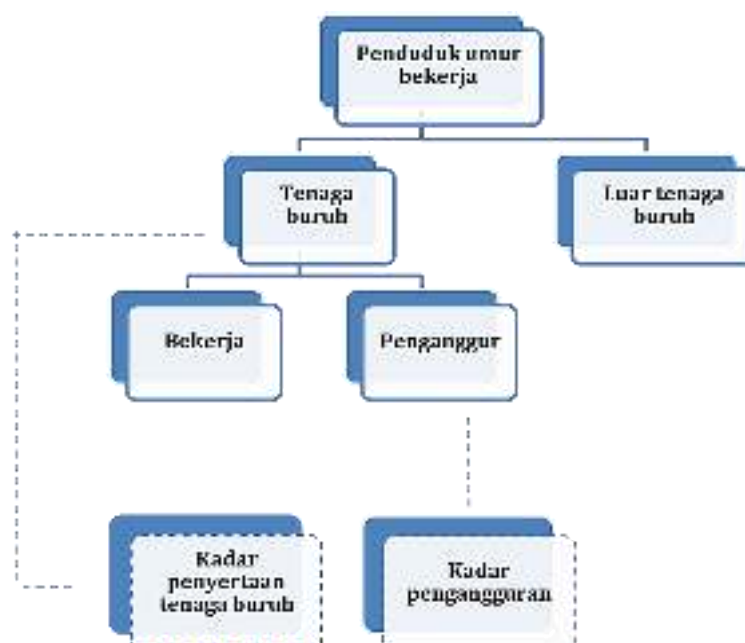 Penduduk umur
bekerja
Tenaga
buruh
Luar tenaga
buruh
Bekerja
Penganggur
Kadar
penyertaan
tenaga buruh
Kadar
pengangguran